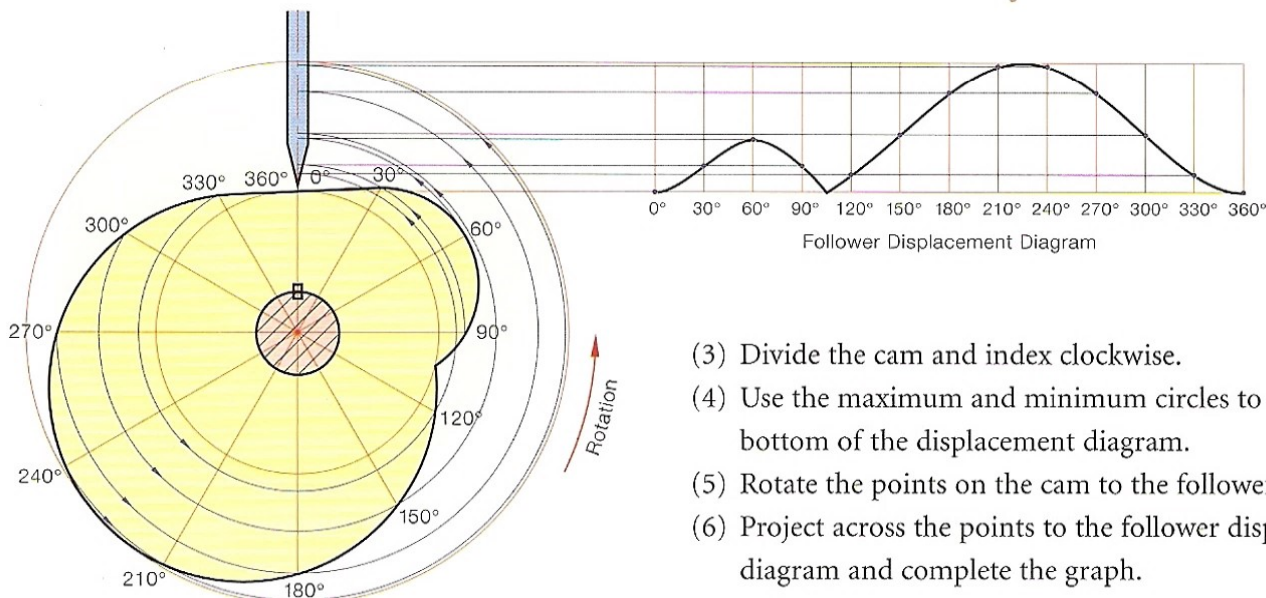 330° 360° 0° 30°
300° 60°
270° 90°
240° 120°
210° 180° 150°
Rotation
0° 30° 60° 90° 120° 150° 180° 210° 240° 270° 300° 330° 360°
Follower Displacement Diagram
(3) Divide the cam and index clockwise.
(4) Use the maximum and minimum circles to
bottom of the displacement diagram.
(5) Rotate the points on the cam to the followe
(6) Project across the points to the follower disp
diagram and complete the graph.